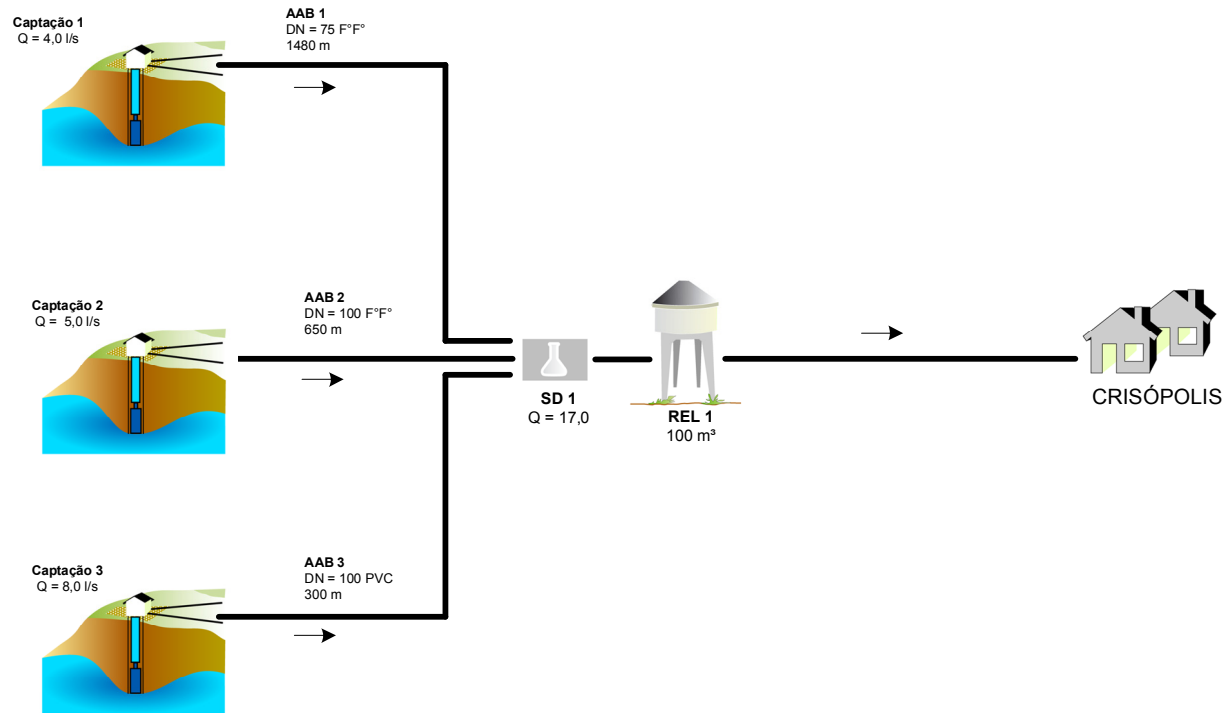 Captação 1
Q = 4,0 l/s
AAB 1
DN = 75 F°F°
1480 m
Captação 2
Q = 5,0 l/s
AAB 2
DN = 100 F°F°
650 m
SD 1
Q = 17,0
REL 1
100 m³
CRISÓPOLIS
Captação 3
Q = 8,0 l/s
AAB 3
DN = 100 PVC
300 m